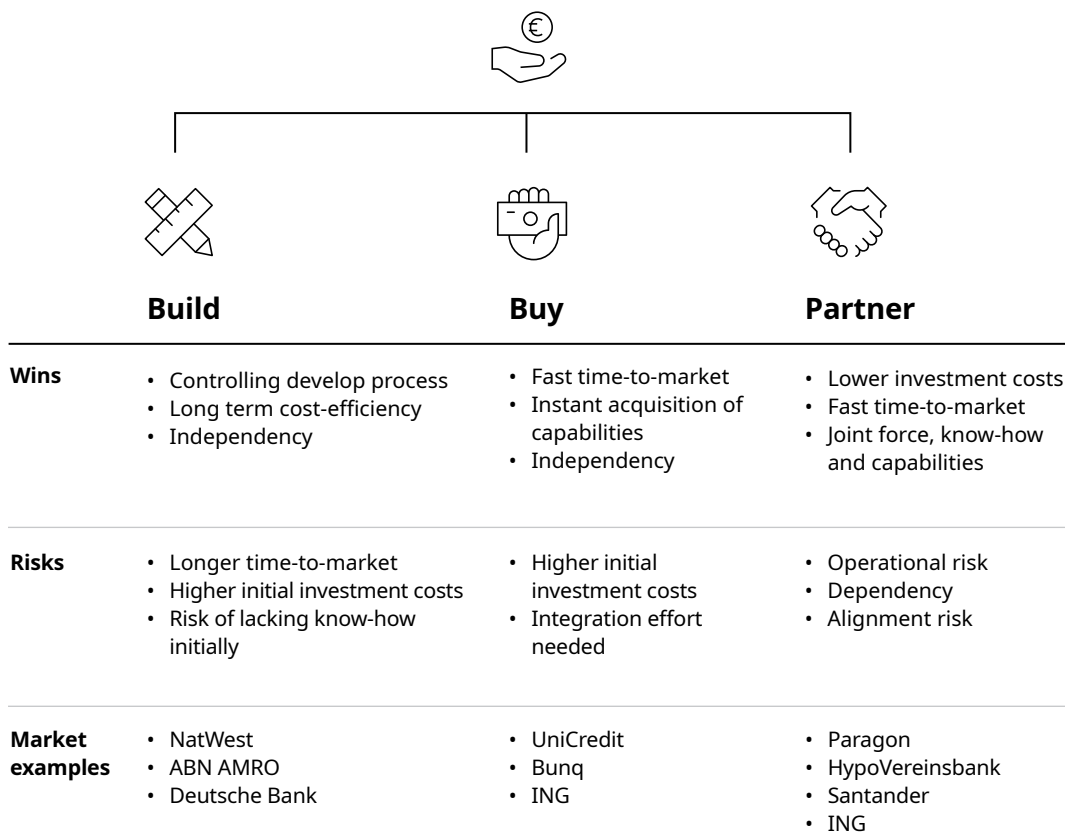 €
Build
Buy
Partner
Wins
• Controlling develop process
• Long term cost-efficiency
• Independency
• Fast time-to-market
• Instant acquisition of
capabilities
• Independency
• Lower investment costs
• Fast time-to-market
• Joint force, know-how
and capabilities
Risks
• Longer time-to-market
• Higher initial investment costs
• Risk of lacking know-how
initially
• Higher initial
investment costs
• Integration effort
needed
• Operational risk
• Dependency
• Alignment risk
Market
examples
• NatWest
• ABN AMRO
• Deutsche Bank
• UniCredit
• Bunq
• ING
• Paragon
• HypoVereinsbank
• Santander
• ING